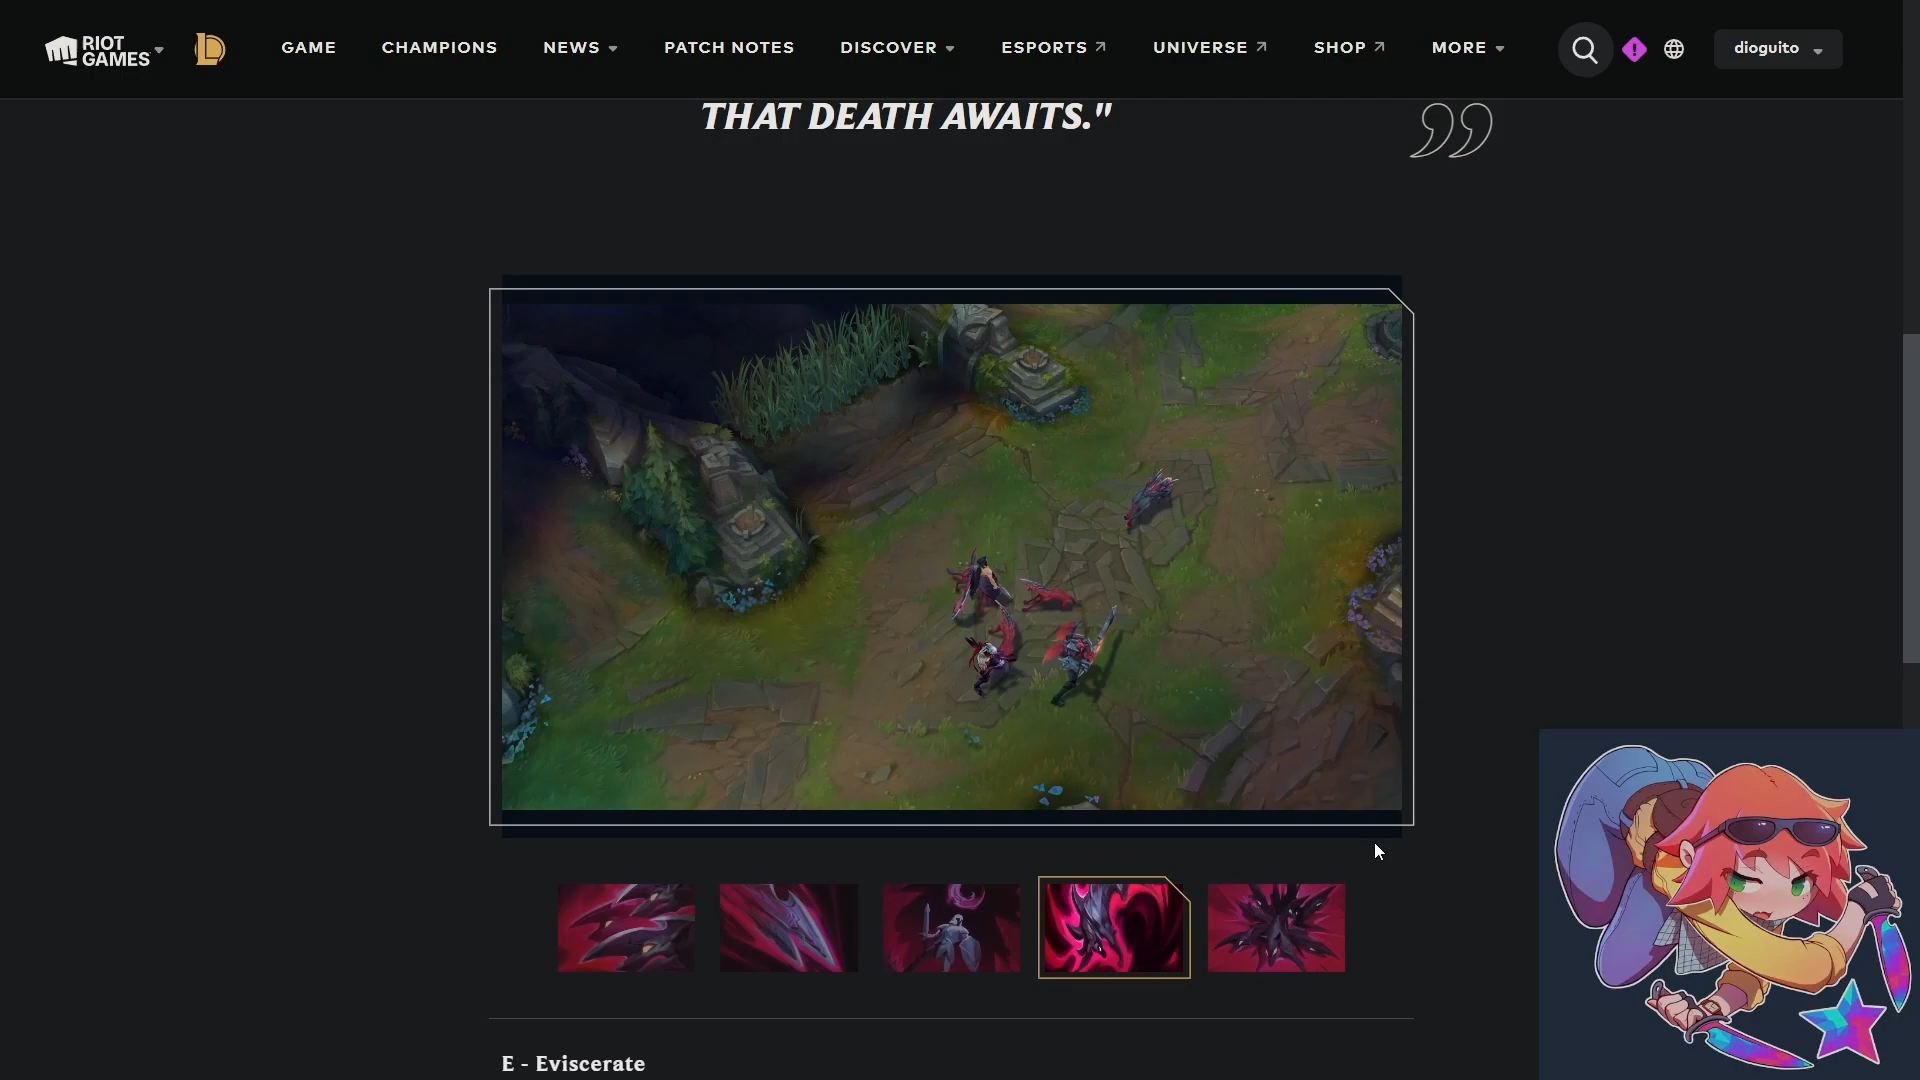 RIOT GAMES
GAME
CHAMPIONS
NEWS
PATCH NOTES
DISCOVER
ESPORTS
UNIVERSE
SHOP
MORE
dioguito
THAT DEATH AWAITS."
E - Eviscerate